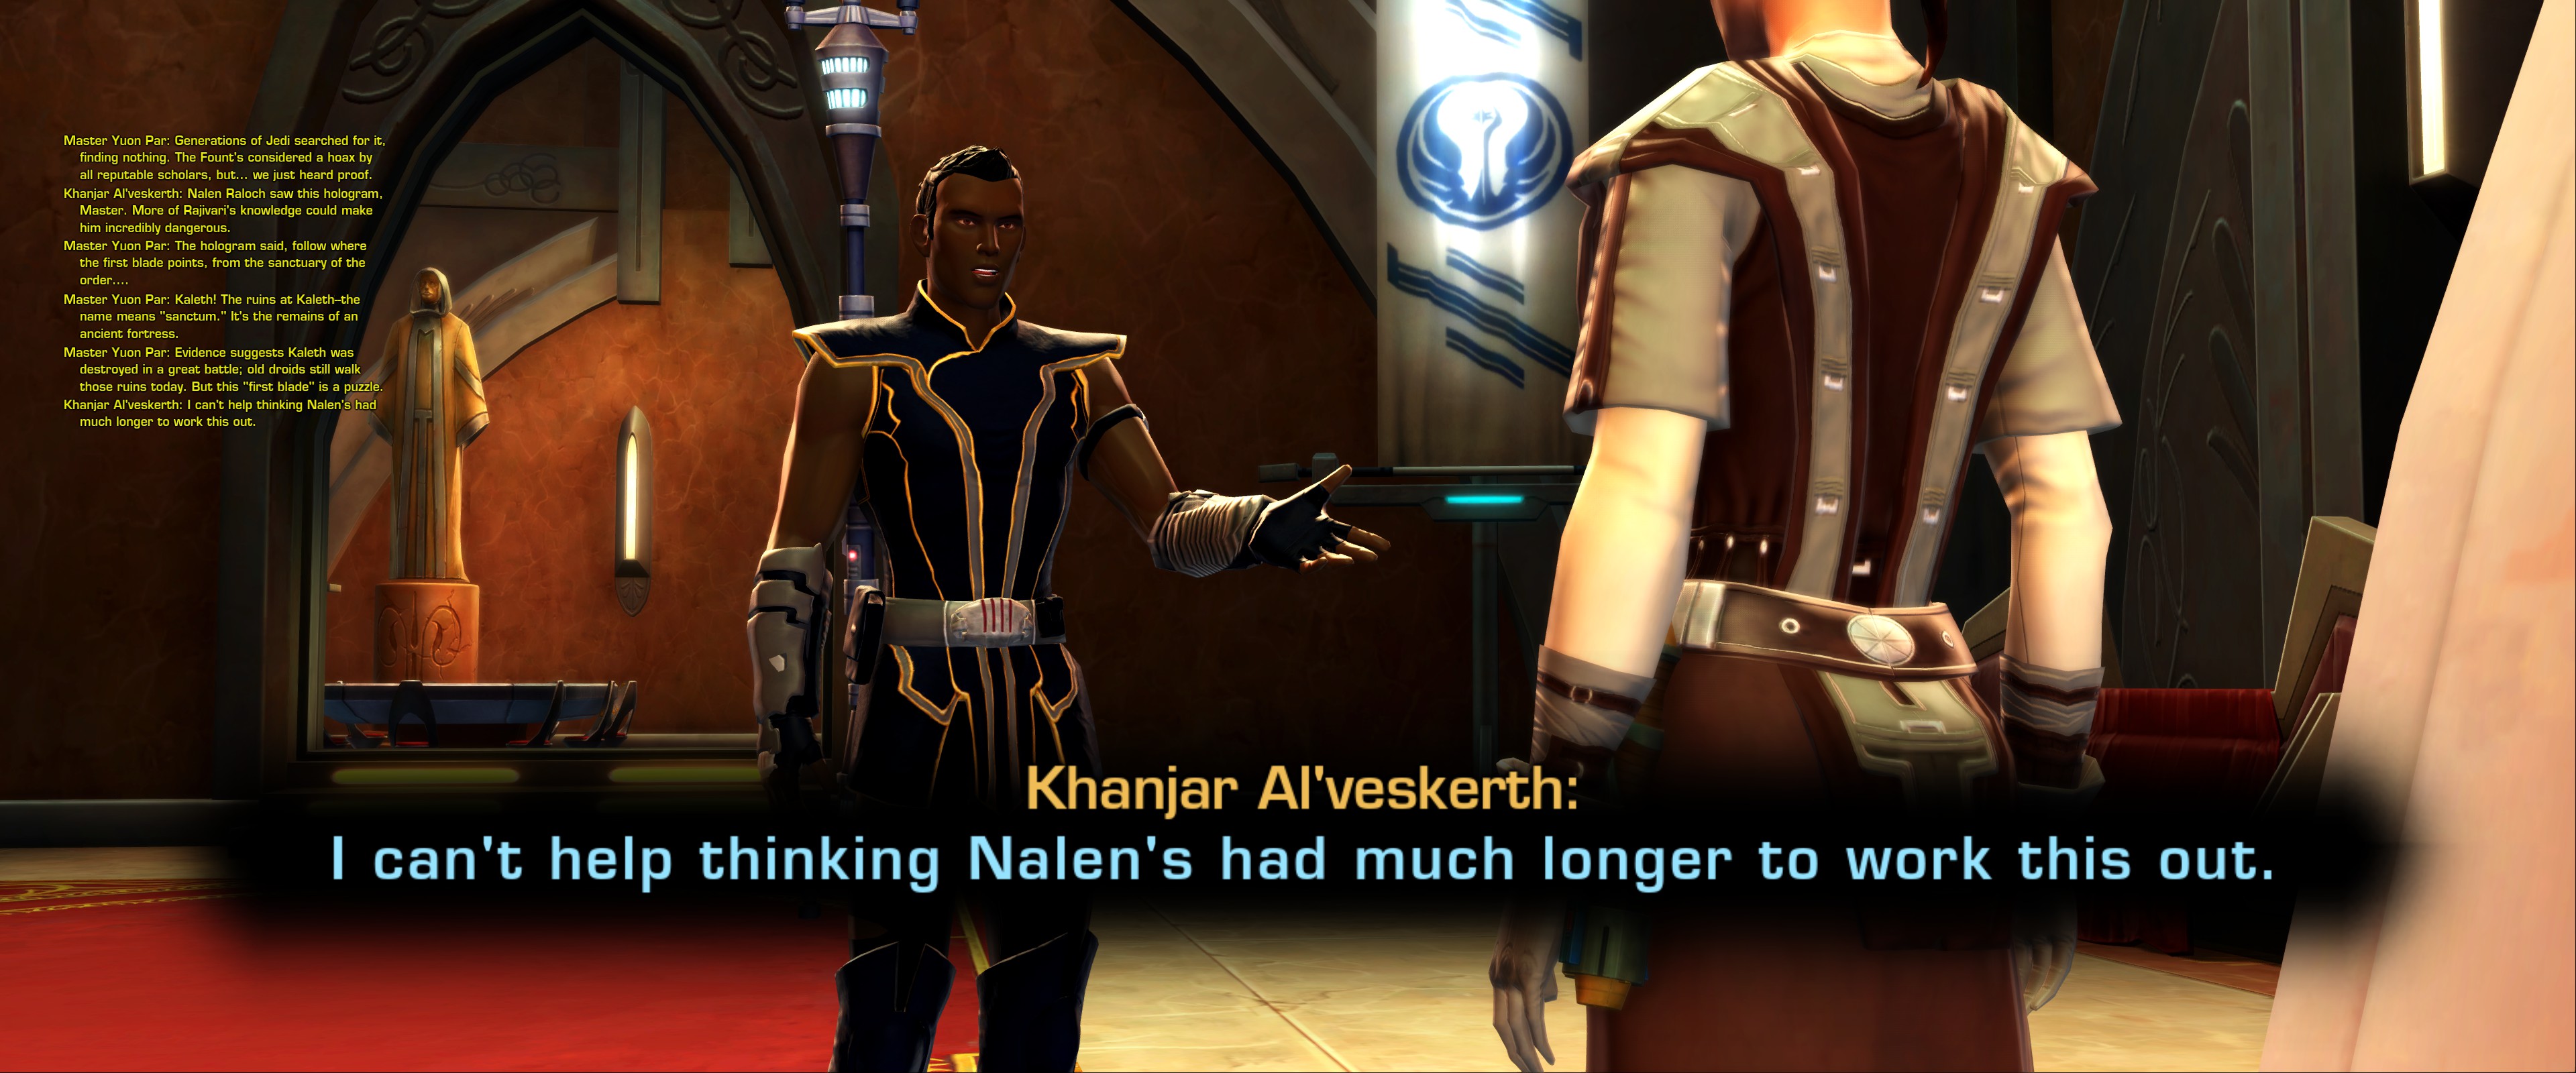 Master Yuon Par: Generations of Jedi searched for it,
finding nothing. The Fount's considered a hoax by
all reputable scholars, but... we just heard proof.
Khanjar Al'veskerth: Nalen Raloch saw this hologram,
Master. More of Rajivari's knowledge could make
him incredibly dangerous.
Master Yuon Par: The hologram said, follow where
the first blade points, from the sanctuary of the
order....
Master Yuon Par: Kaleth! The ruins at Kaleth–the
name means "sanctum." It's the remains of an
ancient fortress.
Master Yuon Par: Evidence suggests Kaleth was
destroyed in a great battle; old droids still walk
those ruins today. But this "first blade" is a puzzle.
Khanjar Al'veskerth: I can't help thinking Nalen's had
much longer to work this out.
Khanjar Al'veskerth:
I can't help thinking Nalen's had much longer to work this out.